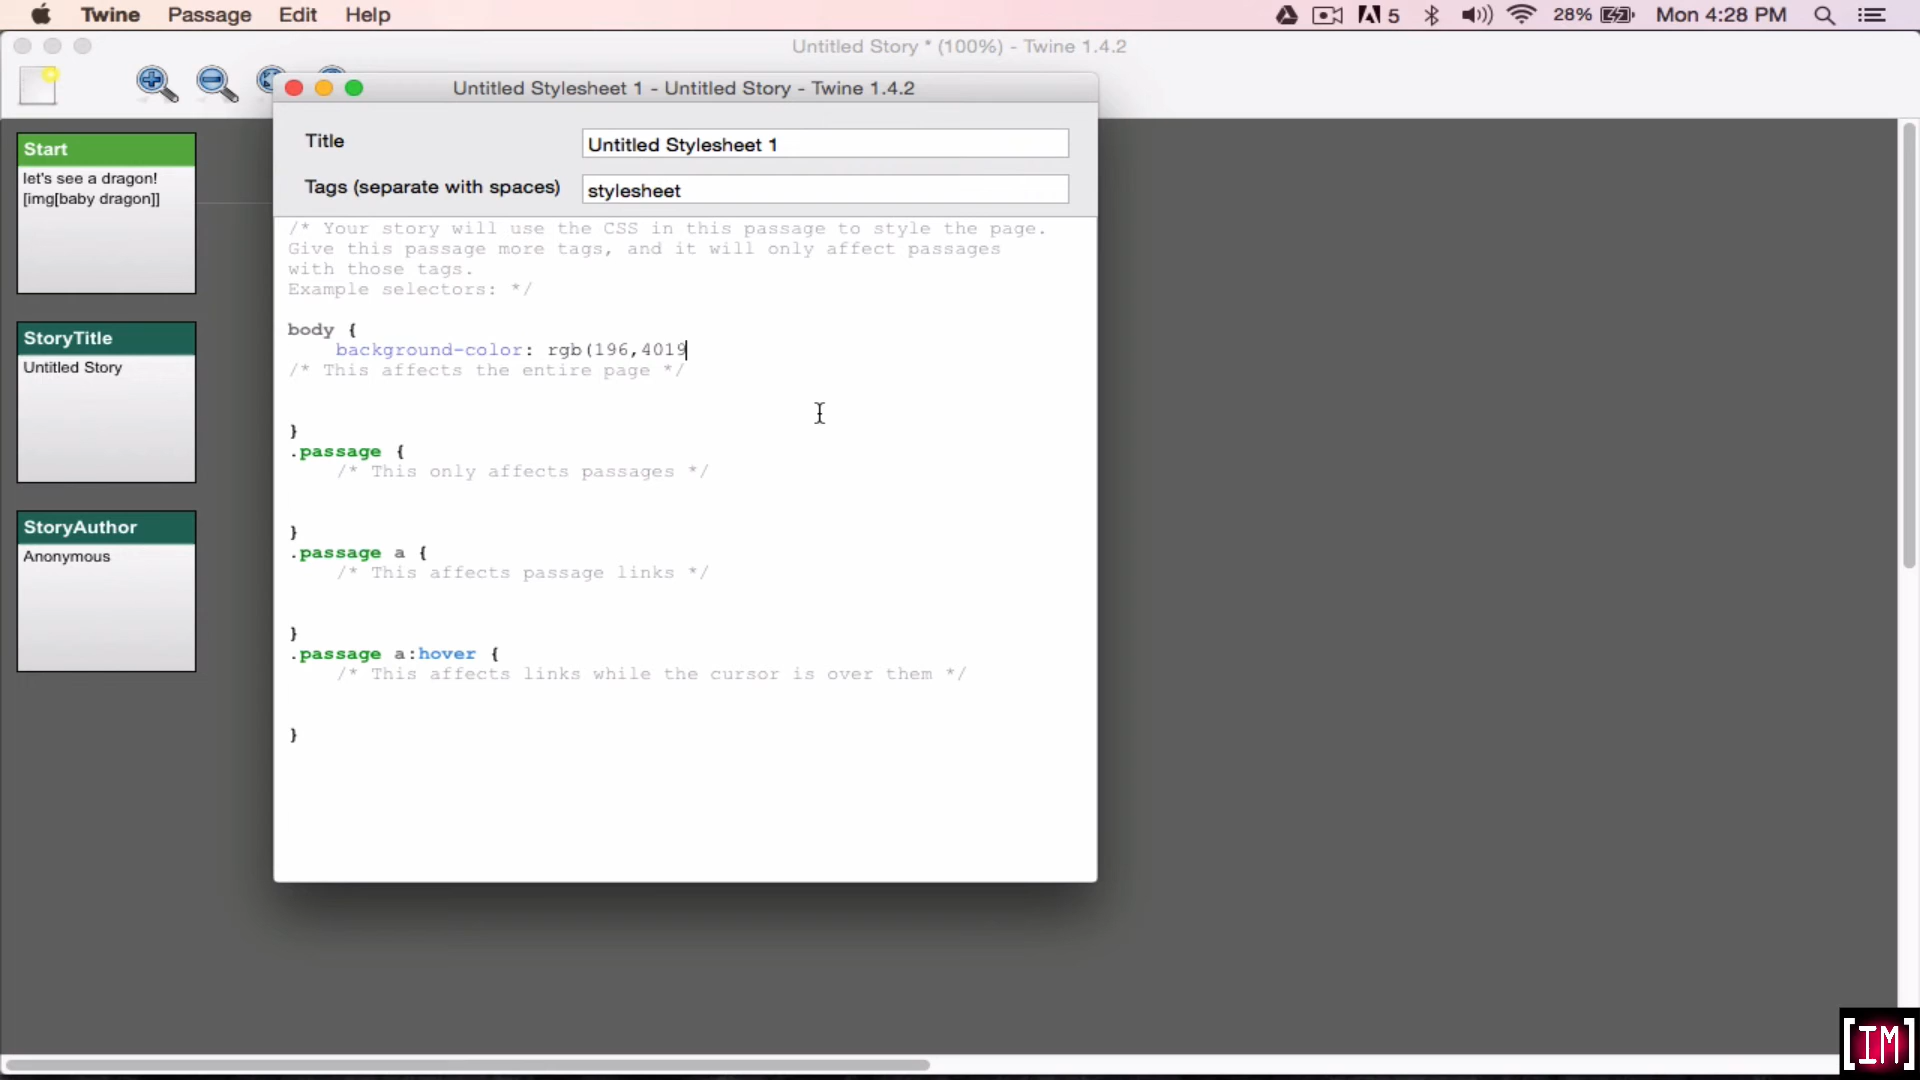 Twine Passage Edit Help 5 28% Mon 4:28 PM
Untitled Story * (100%) - Twine 1.4.2
Untitled Stylesheet 1 - Untitled Story - Twine 1.4.2
Title Untitled Stylesheet 1
Tags (separate with spaces) stylesheet
Start
let's see a dragon!
[img[baby dragon]]
StoryTitle
Untitled Story
StoryAuthor
Anonymous
/* Your story will use the CSS in this passage to style the page.
Give this passage more tags, and it will only affect passages
with those tags.
Example selectors: */
body {
background-color: rgb(196,4019
/* This affects the entire page */
}
.passage {
/* This only affects passages */
}
.passage a {
/* This affects passage links */
}
.passage a:hover {
/* This affects links while the cursor is over them */
}
[IM]